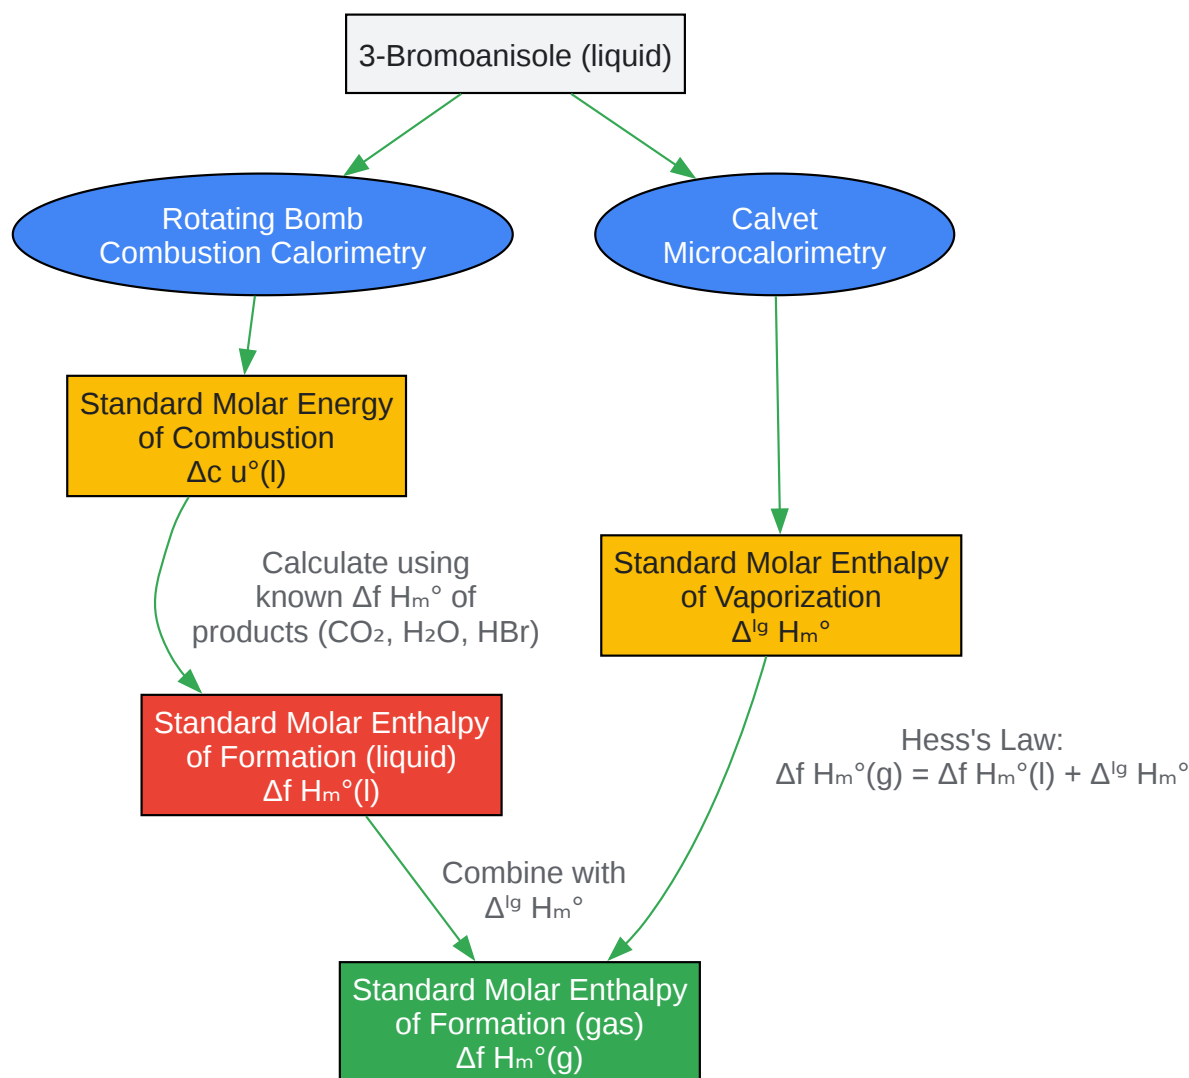 3-Bromoanisole (liquid)
Rotating Bomb
Combustion Calorimetry
Calvet
Microcalorimetry
Standard Molar Energy
of Combustion
Δc u°(l)
Calculate using
known Δf Hₘ° of
products (CO₂, H₂O, HBr)
Standard Molar Enthalpy
of Vaporization
Δˡᵍ Hₘ°
Standard Molar Enthalpy
of Formation (liquid)
Δf Hₘ°(l)
Hess's Law:
Δf Hₘ°(g) = Δf Hₘ°(l) + Δˡᵍ Hₘ°
Combine with
Δˡᵍ Hₘ°
Standard Molar Enthalpy
of Formation (gas)
Δf Hₘ°(g)